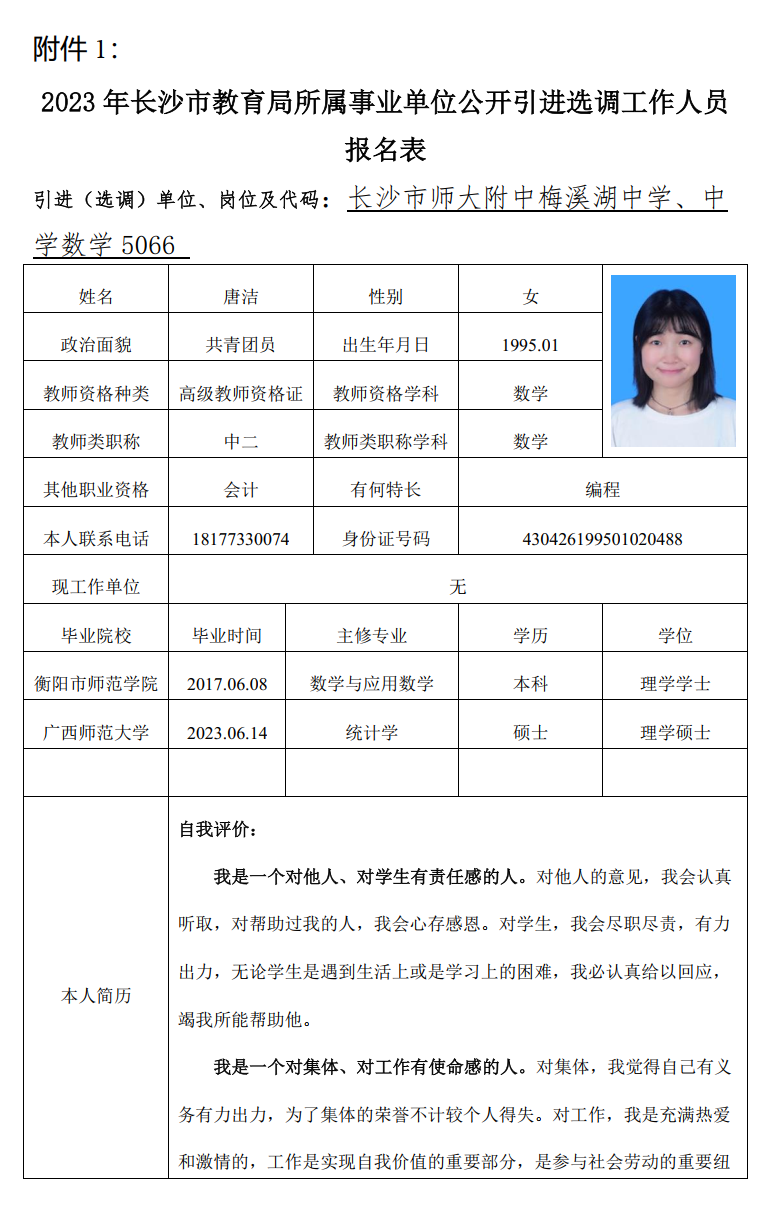 附件 1：
2023 年长沙市教育局所属事业单位公开引进选调工作人员
报名表
引进（选调）单位、岗位及代码：长沙市师大附中梅溪湖中学、中
学数学 5066
姓名 唐洁 性别 女
政治面貌 共青团员 出生年月日 1995.01
教师资格种类 高级教师资格证 教师资格学科 数学
教师类职称 中二 教师类职称学科 数学
其他职业资格 会计 有何特长 编程
本人联系电话 18177330074 身份证号码 430426199501020488
现工作单位 无
毕业院校 毕业时间 主修专业 学历 学位
衡阳市师范学院 2017.06.08 数学与应用数学 本科 理学学士
广西师范大学 2023.06.14 统计学 硕士 理学硕士
本人简历
自我评价：
我是一个对他人、对学生有责任感的人。对他人的意见，我会认真
听取，对帮助过我的人，我会心存感恩。对学生，我会尽职尽责，有力
出力，无论学生是遇到生活上或是学习上的困难，我必认真给以回应，
竭我所能帮助他。
我是一个对集体、对工作有使命感的人。对集体，我觉得自己有义
务有力出力，为了集体的荣誉不计较个人得失。对工作，我是充满热爱
和激情的，工作是实现自我价值的重要部分，是参与社会劳动的重要纽